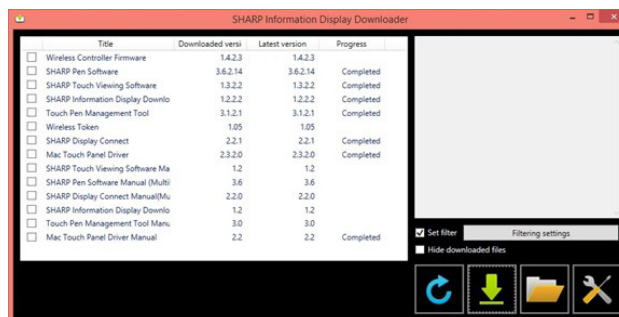 SHARP Information Display Downloader
Title Downloaded versi Latest version Progress
Wireless Controller Firmware 1.4.2.3 1.4.2.3
SHARP Pen Software 3.6.2.14 3.6.2.14 Completed
SHARP Touch Viewing Software 1.3.2.2 1.3.2.2 Completed
SHARP Information Display Downlo 1.2.2.2 1.2.2.2 Completed
Touch Pen Management Tool 3.1.2.1 3.1.2.1 Completed
Wireless Token 1.05 1.05
SHARP Display Connect 2.2.1 2.2.1 Completed
Mac Touch Panel Driver 2.3.2.0 2.3.2.0 Completed
SHARP Touch Viewing Software Ma 1.2 1.2
SHARP Pen Software Manual (Multi 3.6 3.6
SHARP Display Connect Manual(Mu 2.2.0 2.2.0
SHARP Information Display Downlo 1.2 1.2
Touch Pen Management Tool Manu 3.0 3.0
Mac Touch Panel Driver Manual 2.2 2.2 Completed
Set filter Filtering settings
Hide downloaded files